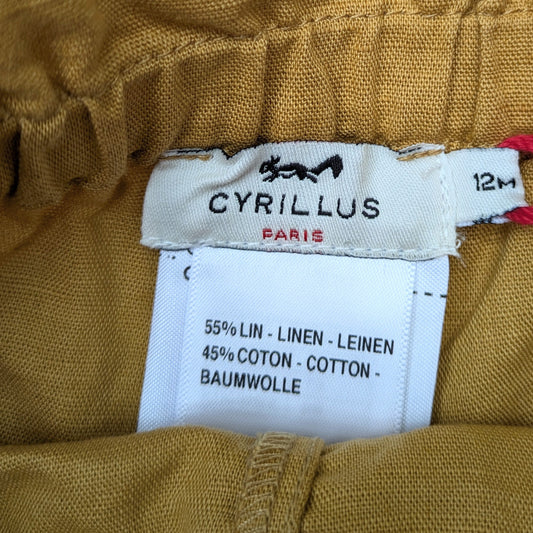 CYRILLUS
PARIS
12M
55% LIN - LINEN - LEINEN
45% COTON - COTTON -
BAUMWOLLE